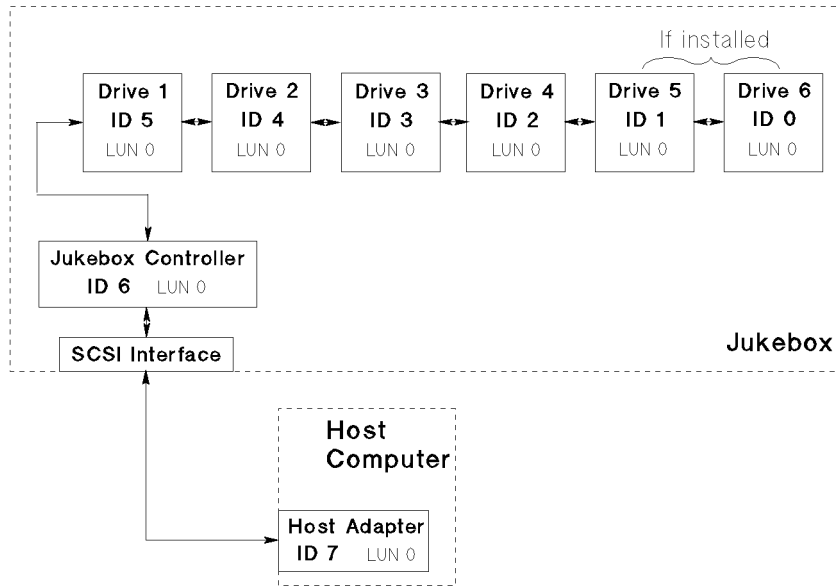 If installed
Drive 1
ID 5
LUN 0
Drive 2
ID 4
LUN 0
Drive 3
ID 3
LUN 0
Drive 4
ID 2
LUN 0
Drive 5
ID 1
LUN 0
Drive 6
ID 0
LUN 0
Jukebox Controller
ID 6 LUN 0
SCSI Interface
Jukebox
Host
Computer
Host Adapter
ID 7 LUN 0